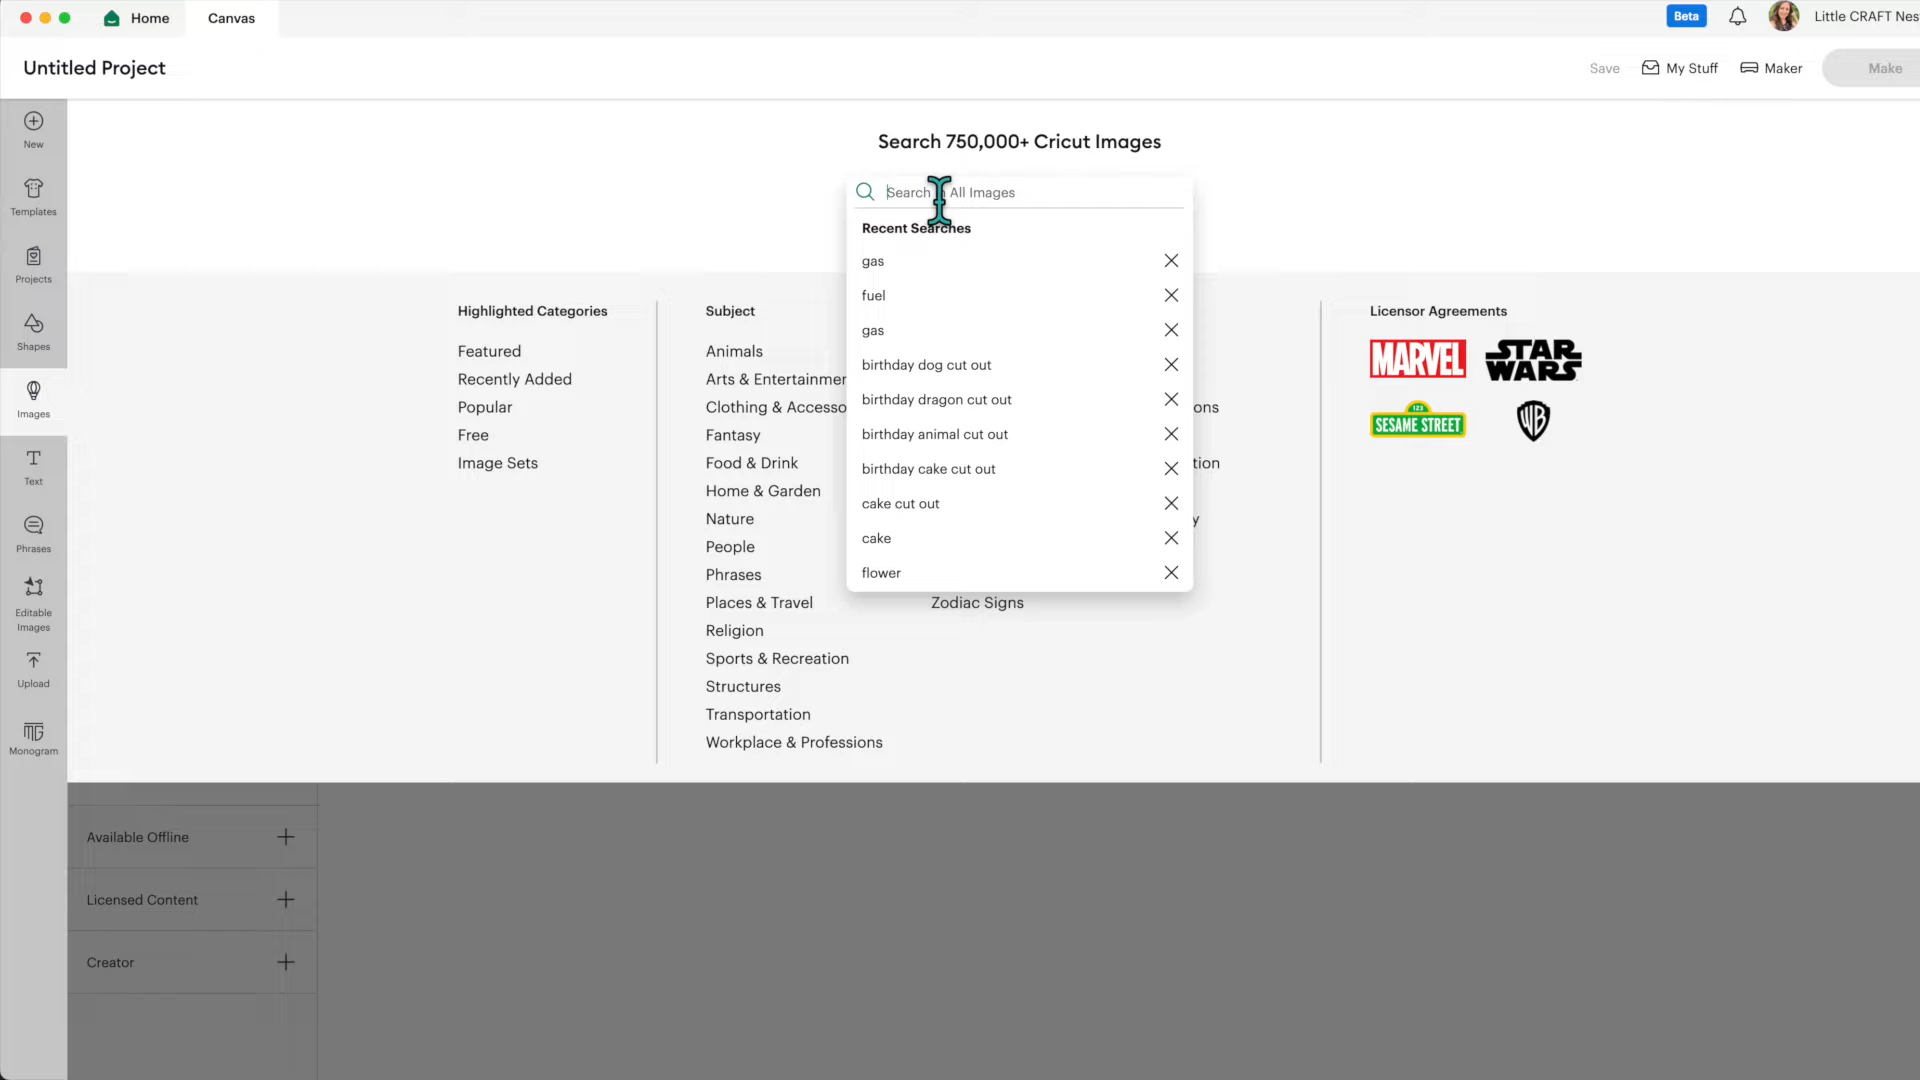 Home
Canvas
Beta
Little CRAFT Nes
Untitled Project
Save
My Stuff
Maker
Make
New
Templates
Projects
Shapes
Images
Text
Phrases
Editable
Images
Upload
Monogram
Search 750,000+ Cricut Images
Search All Images
Recent Searches
gas
fuel
gas
birthday dog cut out
birthday dragon cut out
birthday animal cut out
birthday cake cut out
cake cut out
cake
flower
Highlighted Categories
Featured
Recently Added
Popular
Free
Image Sets
Subject
Animals
Arts & Entertainmen
Clothing & Accesso
Fantasy
Food & Drink
Home & Garden
Nature
People
Phrases
Places & Travel
Religion
Sports & Recreation
Structures
Transportation
Workplace & Professions
ons
tion
y
Zodiac Signs
Licensor Agreements
MARVEL
STAR
WARS
123
SESAME STREET
WB
Available Offline
Licensed Content
Creator